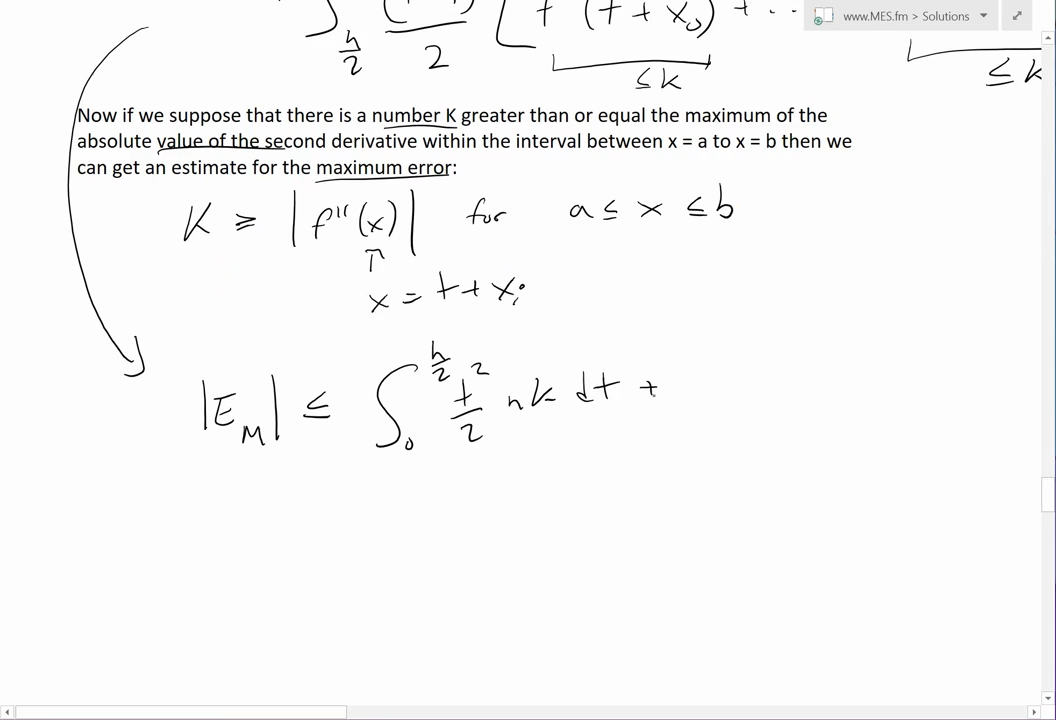 h/2 2 [ f''(t + x₀) + ...
www.MES.fm > Solutions
≤ K ≤ K
Now if we suppose that there is a number K greater than or equal the maximum of the
absolute value of the second derivative within the interval between x = a to x = b then we
can get an estimate for the maximum error:
K ≥ |f''(x)| for a ≤ x ≤ b
↑
x = t + xᵢ
|E_M| ≤ ∫₀^(h/2) t²/2 nK dt +